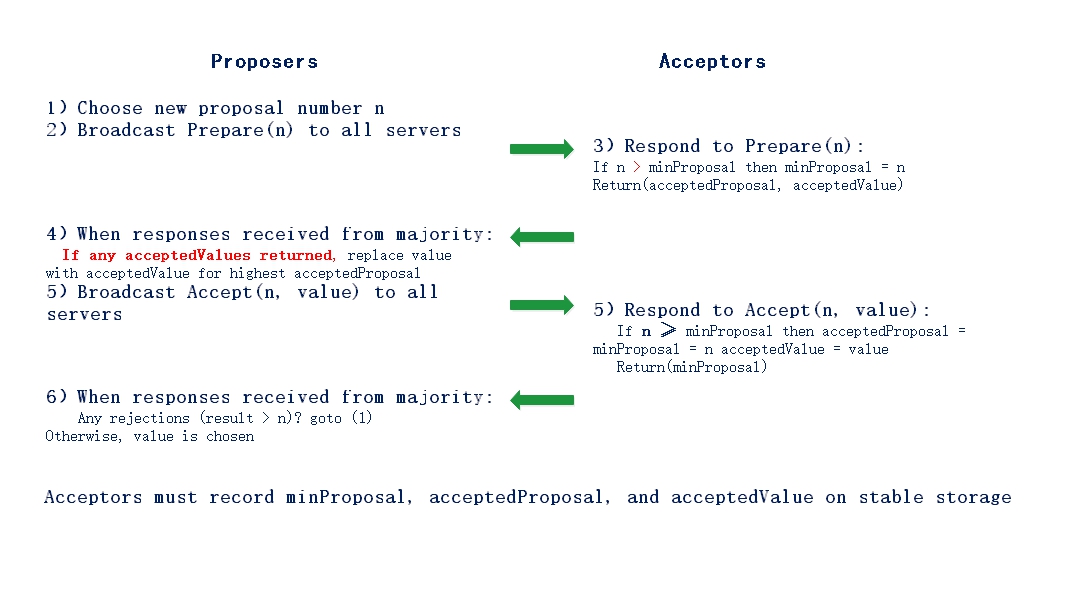 Proposers
Acceptors
1) Choose new proposal number n
2) Broadcast Prepare(n) to all servers
3) Respond to Prepare(n):
If n > minProposal then minProposal = n
Return(acceptedProposal, acceptedValue)
4) When responses received from majority:
If any acceptedValues returned, replace value
with acceptedValue for highest acceptedProposal
5) Broadcast Accept(n, value) to all
servers
5) Respond to Accept(n, value):
If n ⩾ minProposal then acceptedProposal =
minProposal = n acceptedValue = value
Return(minProposal)
6) When responses received from majority:
Any rejections (result > n)? goto (1)
Otherwise, value is chosen
Acceptors must record minProposal, acceptedProposal, and acceptedValue on stable storage